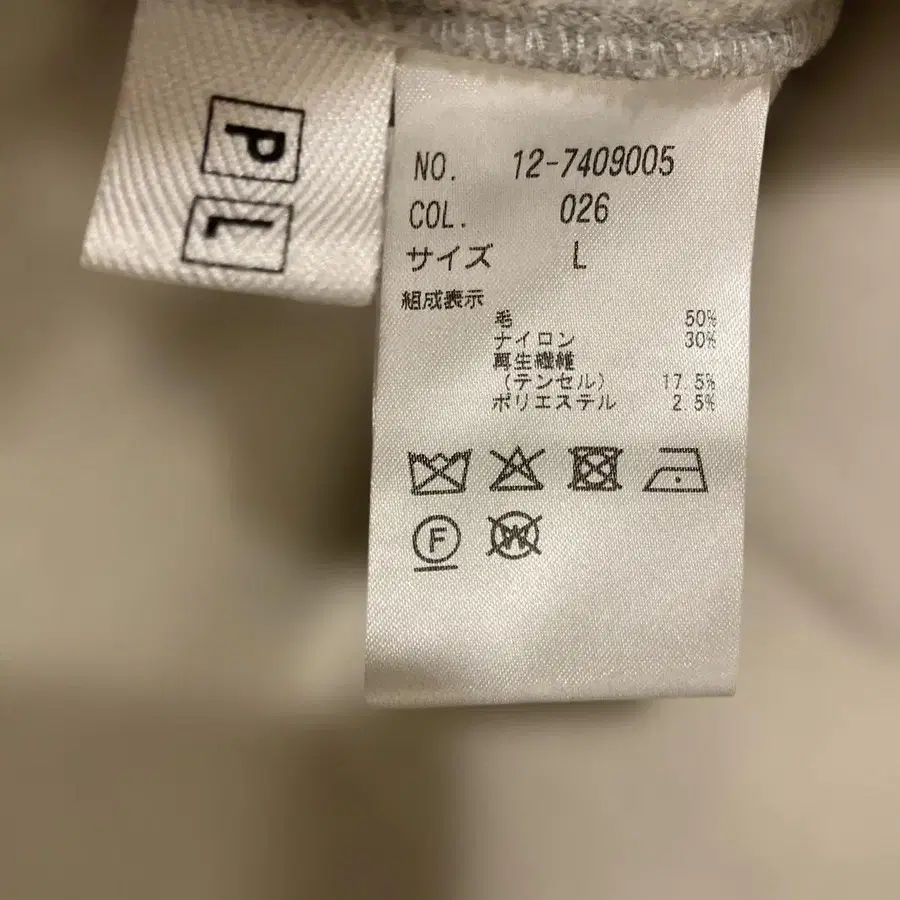 P
L
NO. 12-7409005
COL. 026
サイズ L
組成表示
毛 50%
ナイロン 30%
再生繊維
(テンセル) 17.5%
ポリエステル 2.5%
F
W